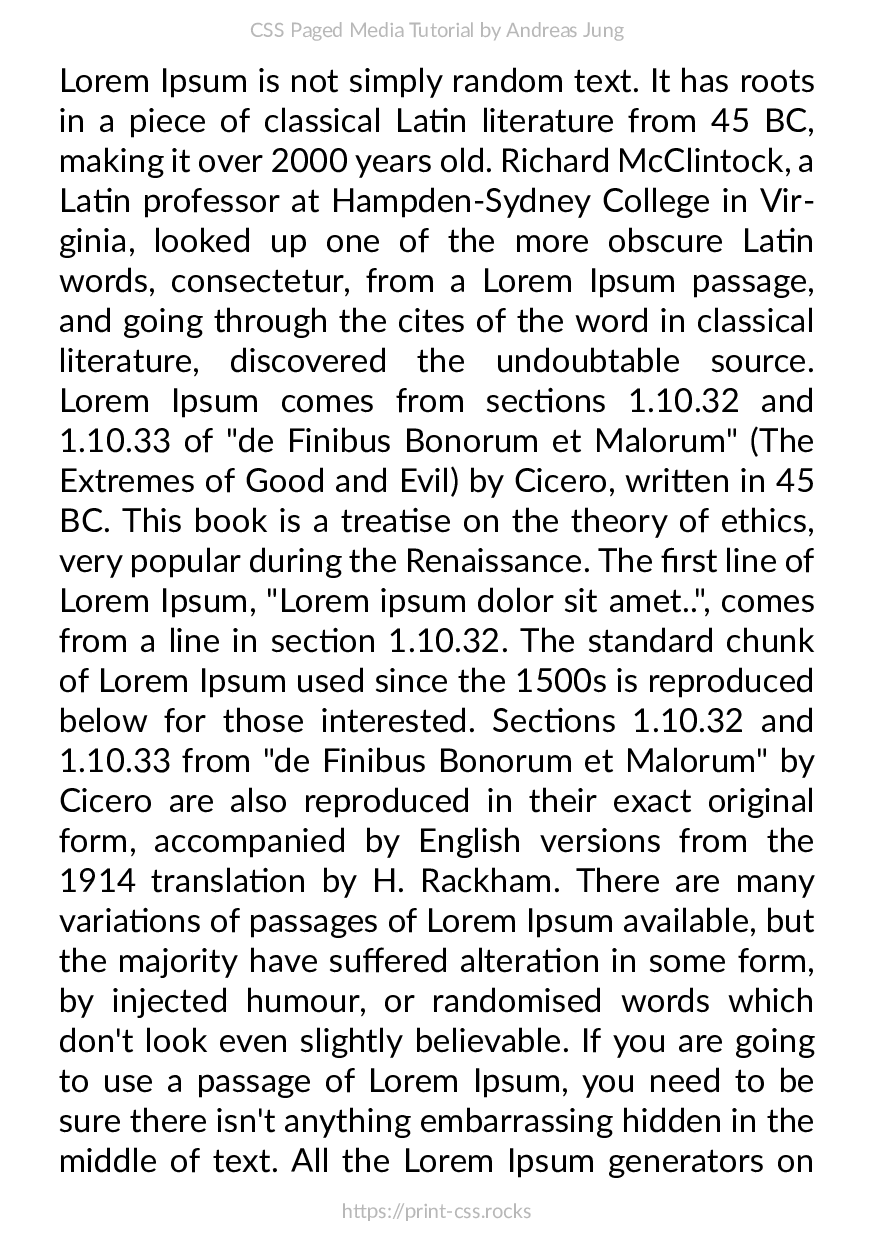 CSS Paged Media Tutorial by Andreas Jung
Lorem Ipsum is not simply random text. It has roots
in a piece of classical Latin literature from 45 BC,
making it over 2000 years old. Richard McClintock, a
Latin professor at Hampden-Sydney College in Vir-
ginia, looked up one of the more obscure Latin
words, consectetur, from a Lorem Ipsum passage,
and going through the cites of the word in classical
literature, discovered the undoubtable source.
Lorem Ipsum comes from sections 1.10.32 and
1.10.33 of "de Finibus Bonorum et Malorum" (The
Extremes of Good and Evil) by Cicero, written in 45
BC. This book is a treatise on the theory of ethics,
very popular during the Renaissance. The first line of
Lorem Ipsum, "Lorem ipsum dolor sit amet..", comes
from a line in section 1.10.32. The standard chunk
of Lorem Ipsum used since the 1500s is reproduced
below for those interested. Sections 1.10.32 and
1.10.33 from "de Finibus Bonorum et Malorum" by
Cicero are also reproduced in their exact original
form, accompanied by English versions from the
1914 translation by H. Rackham. There are many
variations of passages of Lorem Ipsum available, but
the majority have suffered alteration in some form,
by injected humour, or randomised words which
don't look even slightly believable. If you are going
to use a passage of Lorem Ipsum, you need to be
sure there isn't anything embarrassing hidden in the
middle of text. All the Lorem Ipsum generators on
https://print-css.rocks